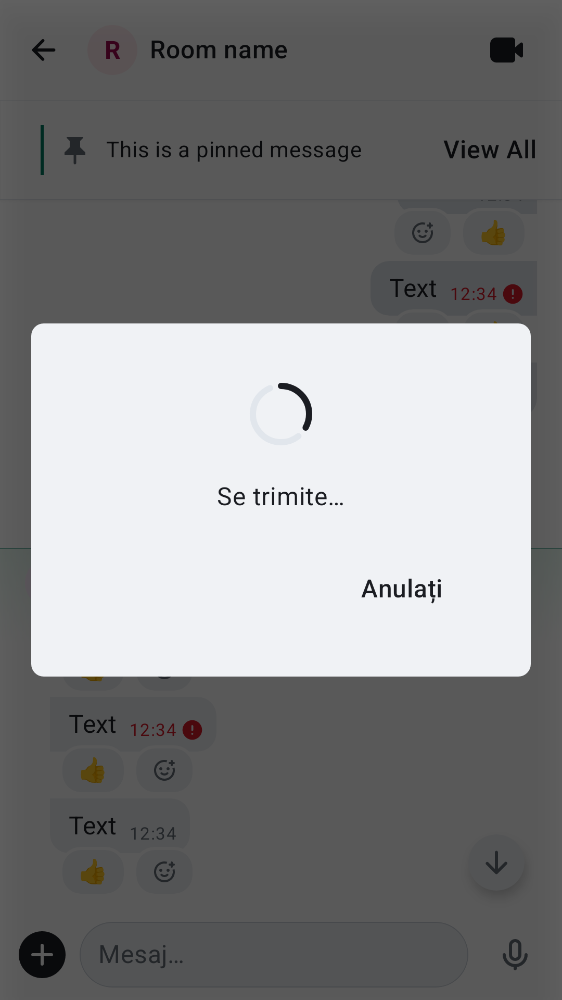 R Room name
This is a pinned message View All
Text 12:34
Se trimite…
Anulați
Text 12:34
Text 12:34
Mesaj…